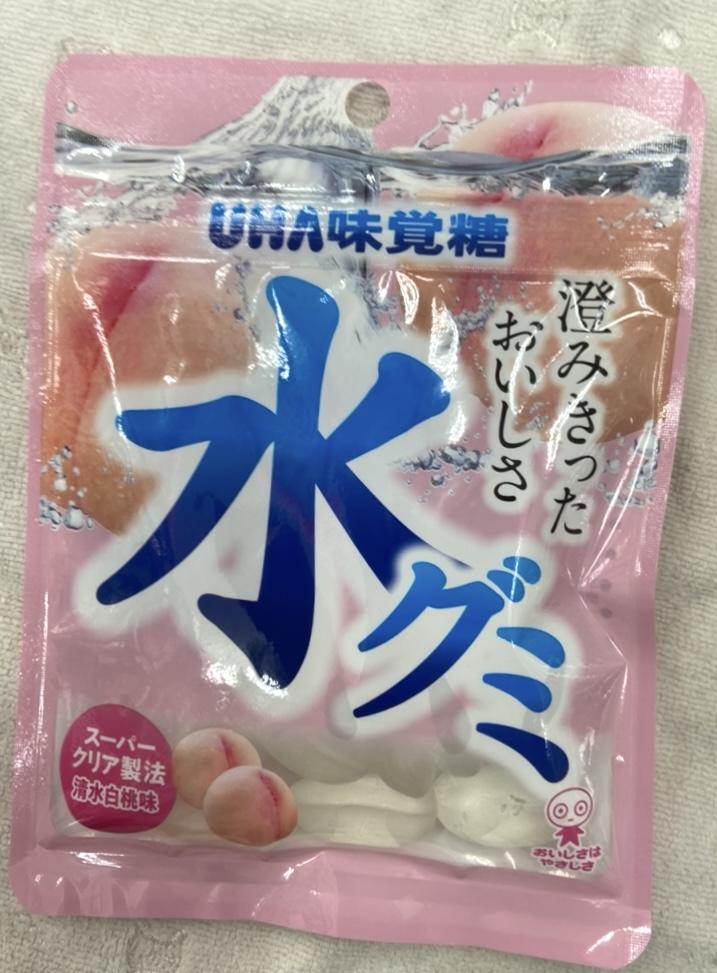 UHA味覚糖
澄みきった
おいしさ
水
グミ
スーパー
クリア製法
清水白桃味
おいしさは
やさしさ